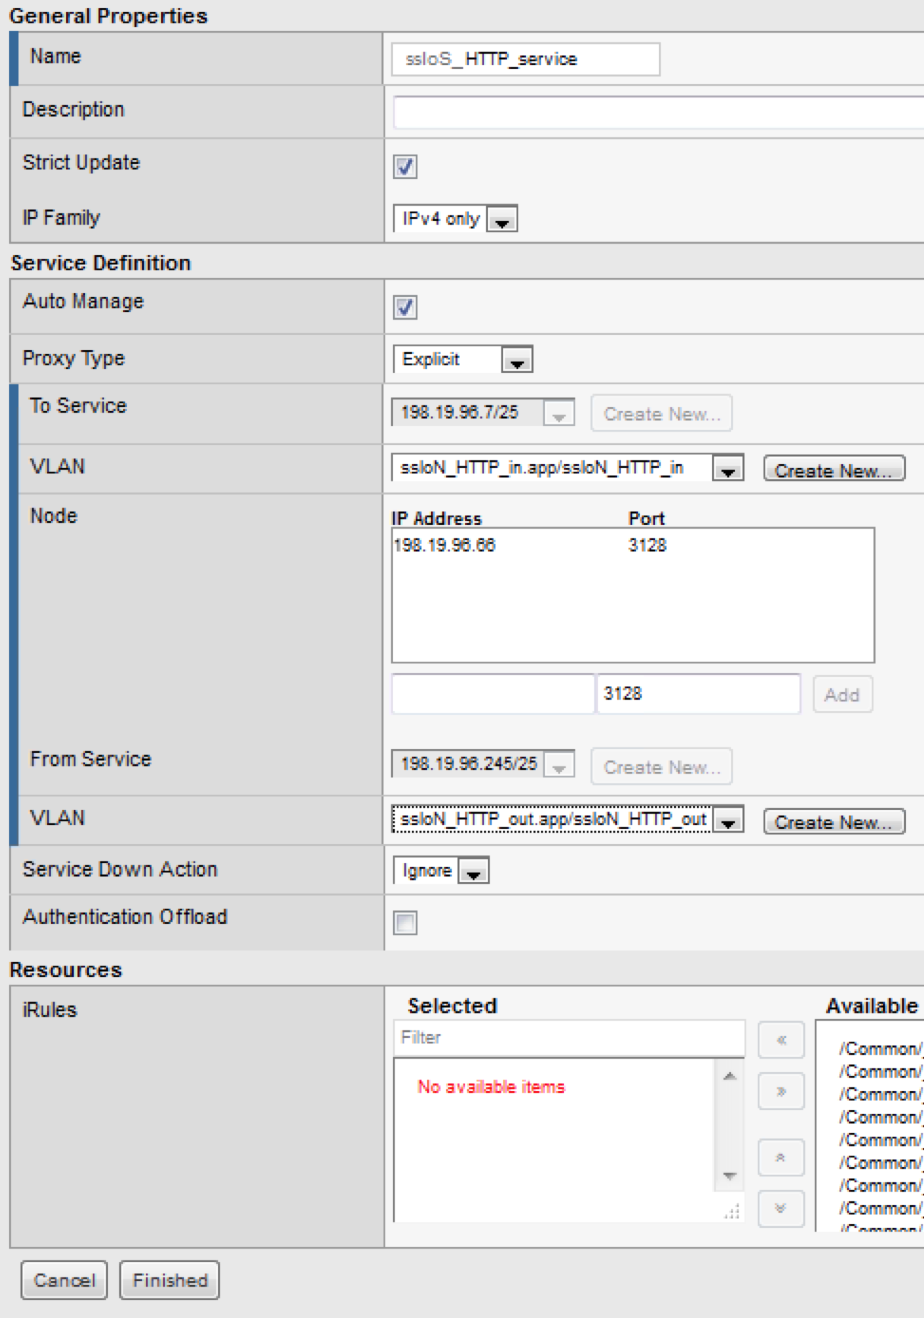 General Properties
Name
ssloS_ HTTP_service
Description
Strict Update
IP Family
IPv4 only
Service Definition
Auto Manage
Proxy Type
Explicit
To Service
198.19.96.7/25
Create New...
VLAN
ssloN_HTTP_in.app/ssloN_HTTP_in
Create New...
Node
IP Address Port
198.19.96.66 3128
3128
Add
From Service
198.19.96.245/25
Create New...
VLAN
ssloN_HTTP_out.app/ssloN_HTTP_out
Create New...
Service Down Action
Ignore
Authentication Offload
Resources
iRules
Selected
Available
Filter
No available items
/Common/
/Common/
/Common/
/Common/
/Common/
/Common/
/Common/
/Common/
/Common/
Cancel
Finished